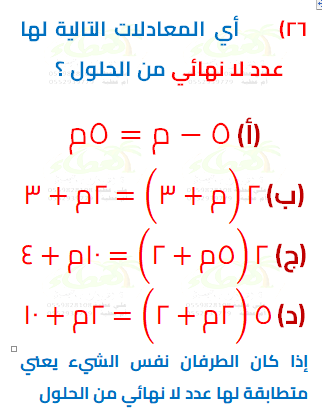 ٢٦) أي المعادلات التالية لها
عدد لا نهائي من الحلول ؟
(أ) ٥ – م = ٥م
(ب) ٢(م + ٣) = ٢م + ٣
(ج) ٢(٥م + ٢) = ١٠م + ٤
(د) ٥(٢م + ٢) = ٢م + ١٠
إذا كان الطرفان نفس الشيء يعني
متطابقة لها عدد لا نهائي من الحلول